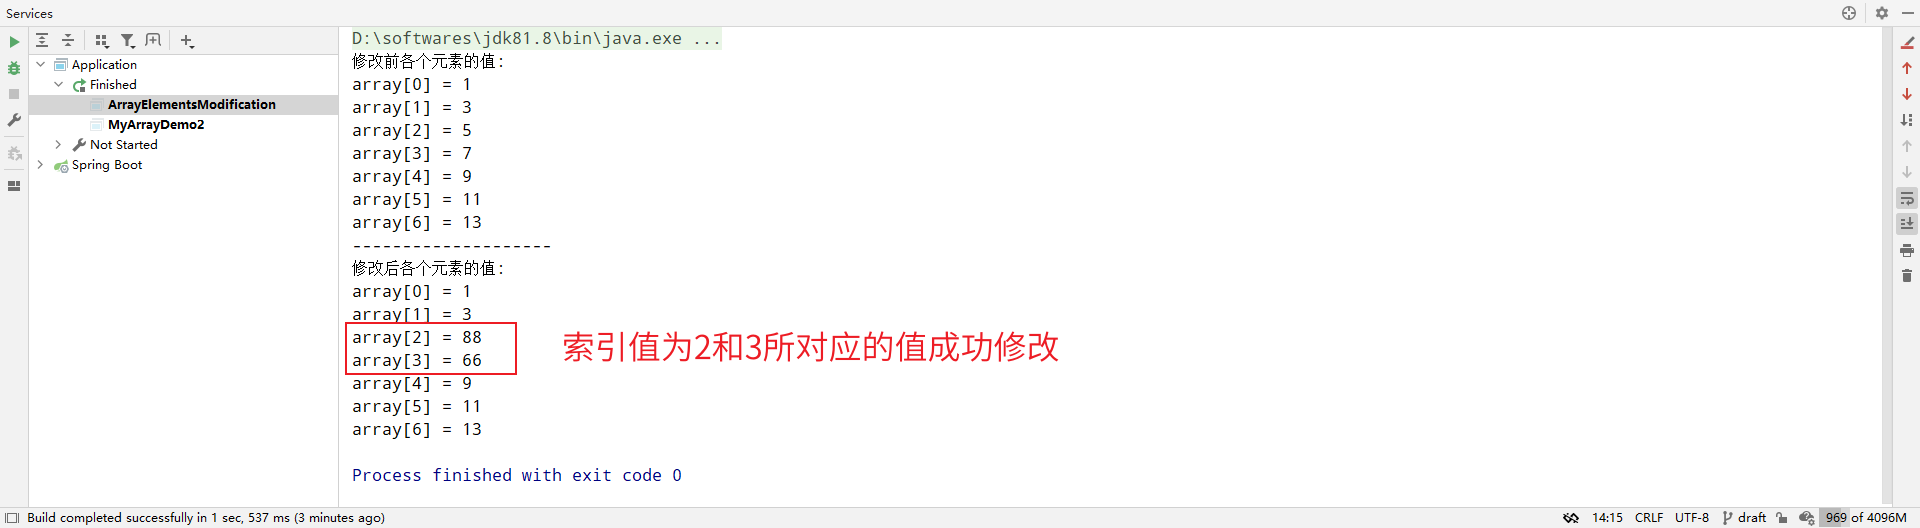 Services
Application
Finished
ArrayElementsModification
MyArrayDemo2
Not Started
Spring Boot
D:\softwares\jdk81.8\bin\java.exe ...
修改前各个元素的值：
array[0] = 1
array[1] = 3
array[2] = 5
array[3] = 7
array[4] = 9
array[5] = 11
array[6] = 13
--------------------
修改后各个元素的值：
array[0] = 1
array[1] = 3
array[2] = 88
array[3] = 66
索引值为2和3所对应的值成功修改
array[4] = 9
array[5] = 11
array[6] = 13
Process finished with exit code 0
Build completed successfully in 1 sec, 537 ms (3 minutes ago)
14:15 CRLF UTF-8 draft 969 of 4096M